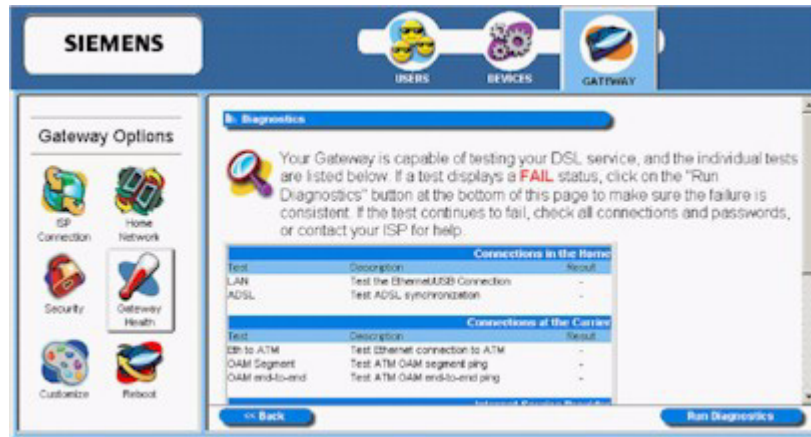 SIEMENS
USERS
DEVICES
GATEWAY
Gateway Options
ISP Connection
Home Network
Security
Gateway Health
Customize
Reboot
Diagnostics
Your Gateway is capable of testing your DSL service, and the individual tests
are listed below. If a test displays a FAIL status, click on the "Run
Diagnostics" button at the bottom of this page to make sure the failure is
consistent. If the test continues to fail, check all connections and passwords,
or contact your ISP for help.
Connections in the Home
Test Description Result
LAN Test the Ethernet/USB Connection -
ADSL Test ADSL synchronization -
Connections at the Carrier
Test Description Result
Eth to ATM Test Ethernet connection to ATM -
OAM Segment Test ATM OAM segment ping -
OAM end-to-end Test ATM OAM end-to-end ping -
Internet Service Provider
<< Back
Run Diagnostics